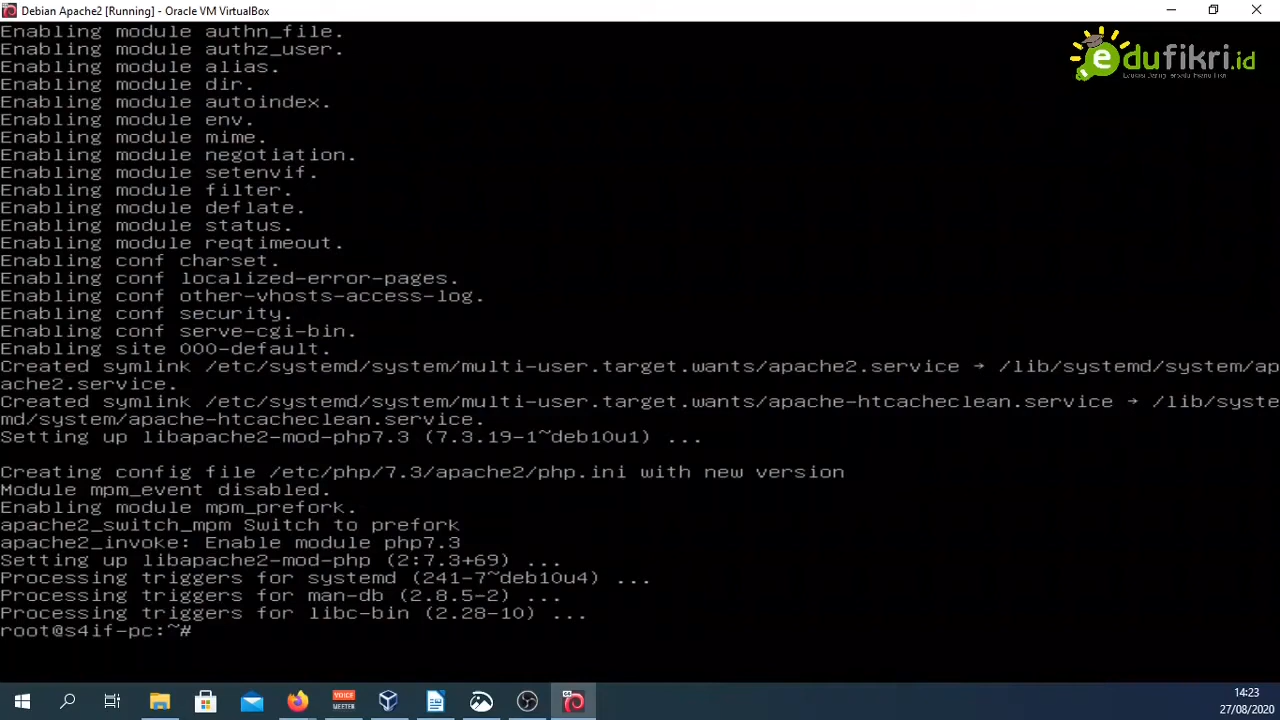 Debian Apache2 [Running] - Oracle VM VirtualBox
Enabling module authn_file.
Enabling module authz_user.
Enabling module alias.
Enabling module dir.
Enabling module autoindex.
Enabling module env.
Enabling module mime.
Enabling module negotiation.
Enabling module setenvif.
Enabling module filter.
Enabling module deflate.
Enabling module status.
Enabling module reqtimeout.
Enabling conf charset.
Enabling conf localized-error-pages.
Enabling conf other-vhosts-access-log.
Enabling conf security.
Enabling conf serve-cgi-bin.
Enabling site 000-default.
Created symlink /etc/systemd/system/multi-user.target.wants/apache2.service → /lib/systemd/system/ap
ache2.service.
Created symlink /etc/systemd/system/multi-user.target.wants/apache-htcacheclean.service → /lib/syste
md/system/apache-htcacheclean.service.
Setting up libapache2-mod-php7.3 (7.3.19-1~deb10u1) ...
Creating config file /etc/php/7.3/apache2/php.ini with new version
Module mpm_event disabled.
Enabling module mpm_prefork.
apache2_switch_mpm Switch to prefork
apache2_invoke: Enable module php7.3
Setting up libapache2-mod-php (2:7.3+69) ...
Processing triggers for systemd (241-7~deb10u4) ...
Processing triggers for man-db (2.8.5-2) ...
Processing triggers for libc-bin (2.28-10) ...
root@s4if-pc:~#
edufikri.id
VOICE
MEETER
14:23
27/08/2020